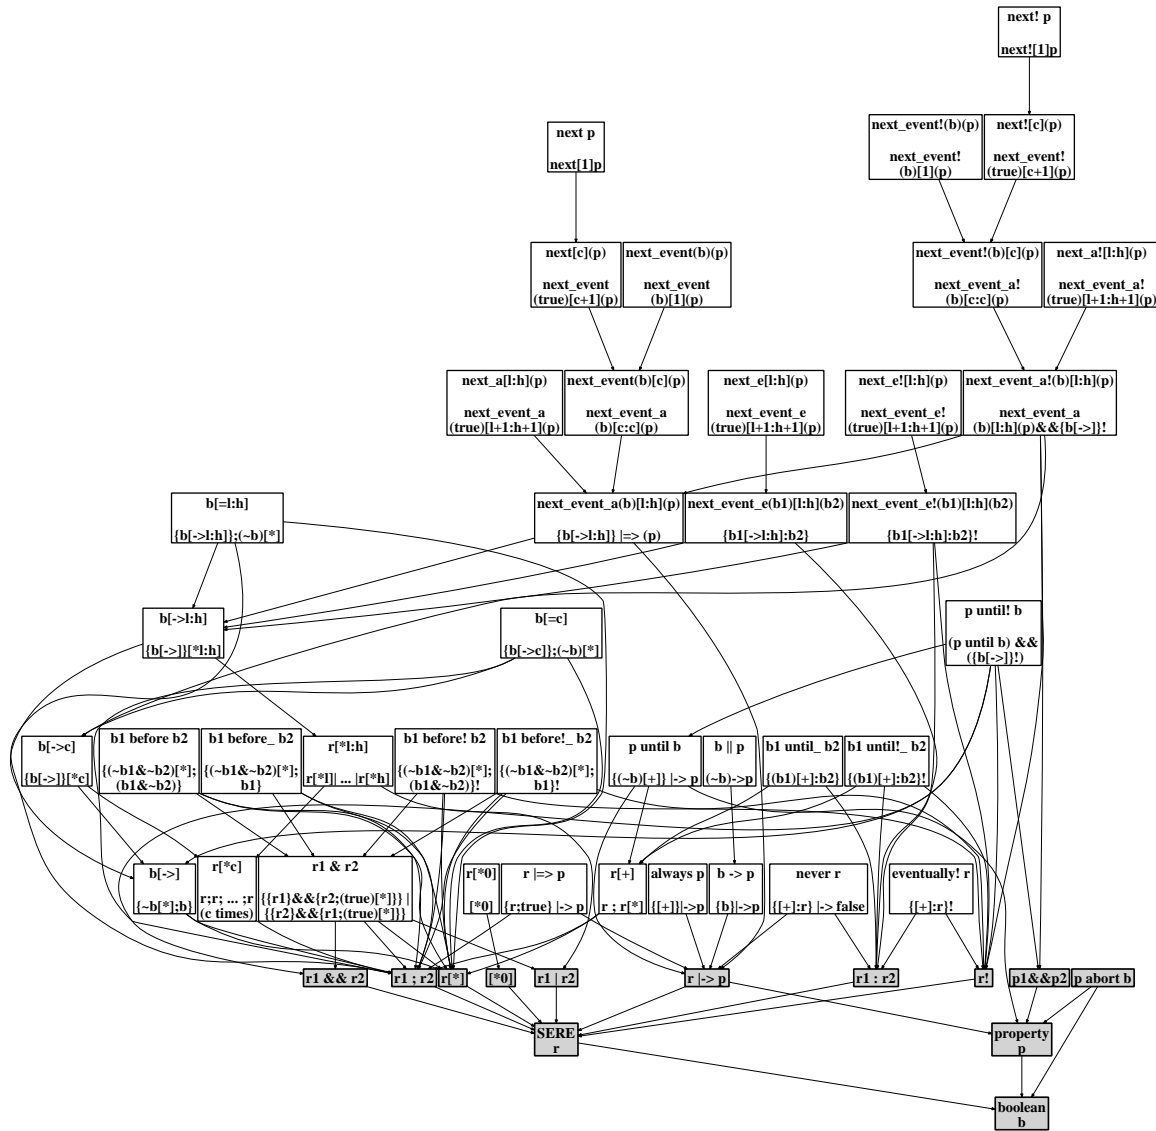 next! p
next![1]p
next_event!(b)(p)
next_event!
(b)[1](p)
next![c](p)
next_event!
(true)[c+1](p)
next p
next[1]p
next[c](p)
next_event
(true)[c+1](p)
next_event(b)(p)
next_event
(b)[1](p)
next_event!(b)[c](p)
next_event_a!
(b)[c:c](p)
next_a![l:h](p)
next_event_a!
(true)[l+1:h+1](p)
next_a[l:h](p)
next_event_a
(true)[l+1:h+1](p)
next_event(b)[c](p)
next_event_a
(b)[c:c](p)
next_e[l:h](p)
next_event_e
(true)[l+1:h+1](p)
next_e![l:h](p)
next_event_e!
(true)[l+1:h+1](p)
next_event_a!(b)[l:h](p)
next_event_a
(b)[l:h](p)&&{b[->]}!
b[=l:h]
{b[->l:h]};(~b)[*]
next_event_a(b)[l:h](p)
{b[->l:h]} |=> (p)
next_event_e(b1)[l:h](b2)
{b1[->l:h]:b2}
next_event_e!(b1)[l:h](b2)
{b1[->l:h]:b2}!
b[->l:h]
{b[->]}[*l:h]
b[=c]
{b[->c]};(~b)[*]
p until! b
(p until b) &&
({b[->]}!)
b[->c]
{b[->]}[*c]
b1 before b2
{(~b1&~b2)[*];
(b1&~b2)}
b1 before_ b2
{(~b1&~b2)[*];
b1}
r[*l:h]
r[*l]| ... |r[*h]
b1 before! b2
{(~b1&~b2)[*];
(b1&~b2)}!
b1 before!_ b2
{(~b1&~b2)[*];
b1}!
p until b
{(~b)[+]} |-> p
b || p
(~b)->p
b1 until_ b2
{(b1)[+]:b2}
b1 until!_ b2
{(b1)[+]:b2}!
b[->]
{~b[*];b}
r[*c]
r;r; ... ;r
(c times)
r1 & r2
{{r1}&&{r2;(true)[*]}} |
{{r2}&&{r1;(true)[*]}}
r[*0]
[*0]
r |=> p
{r;true} |-> p
r[+]
r ; r[*]
always p
{[+]}|->p
b -> p
{b}|->p
never r
{[+]:r} |-> false
eventually! r
{[+]:r}!
r1 && r2
r1 ; r2
r[*]
[*0]
r1 | r2
r |-> p
r1 : r2
r!
p1&&p2
p abort b
SERE
r
property
p
boolean
b